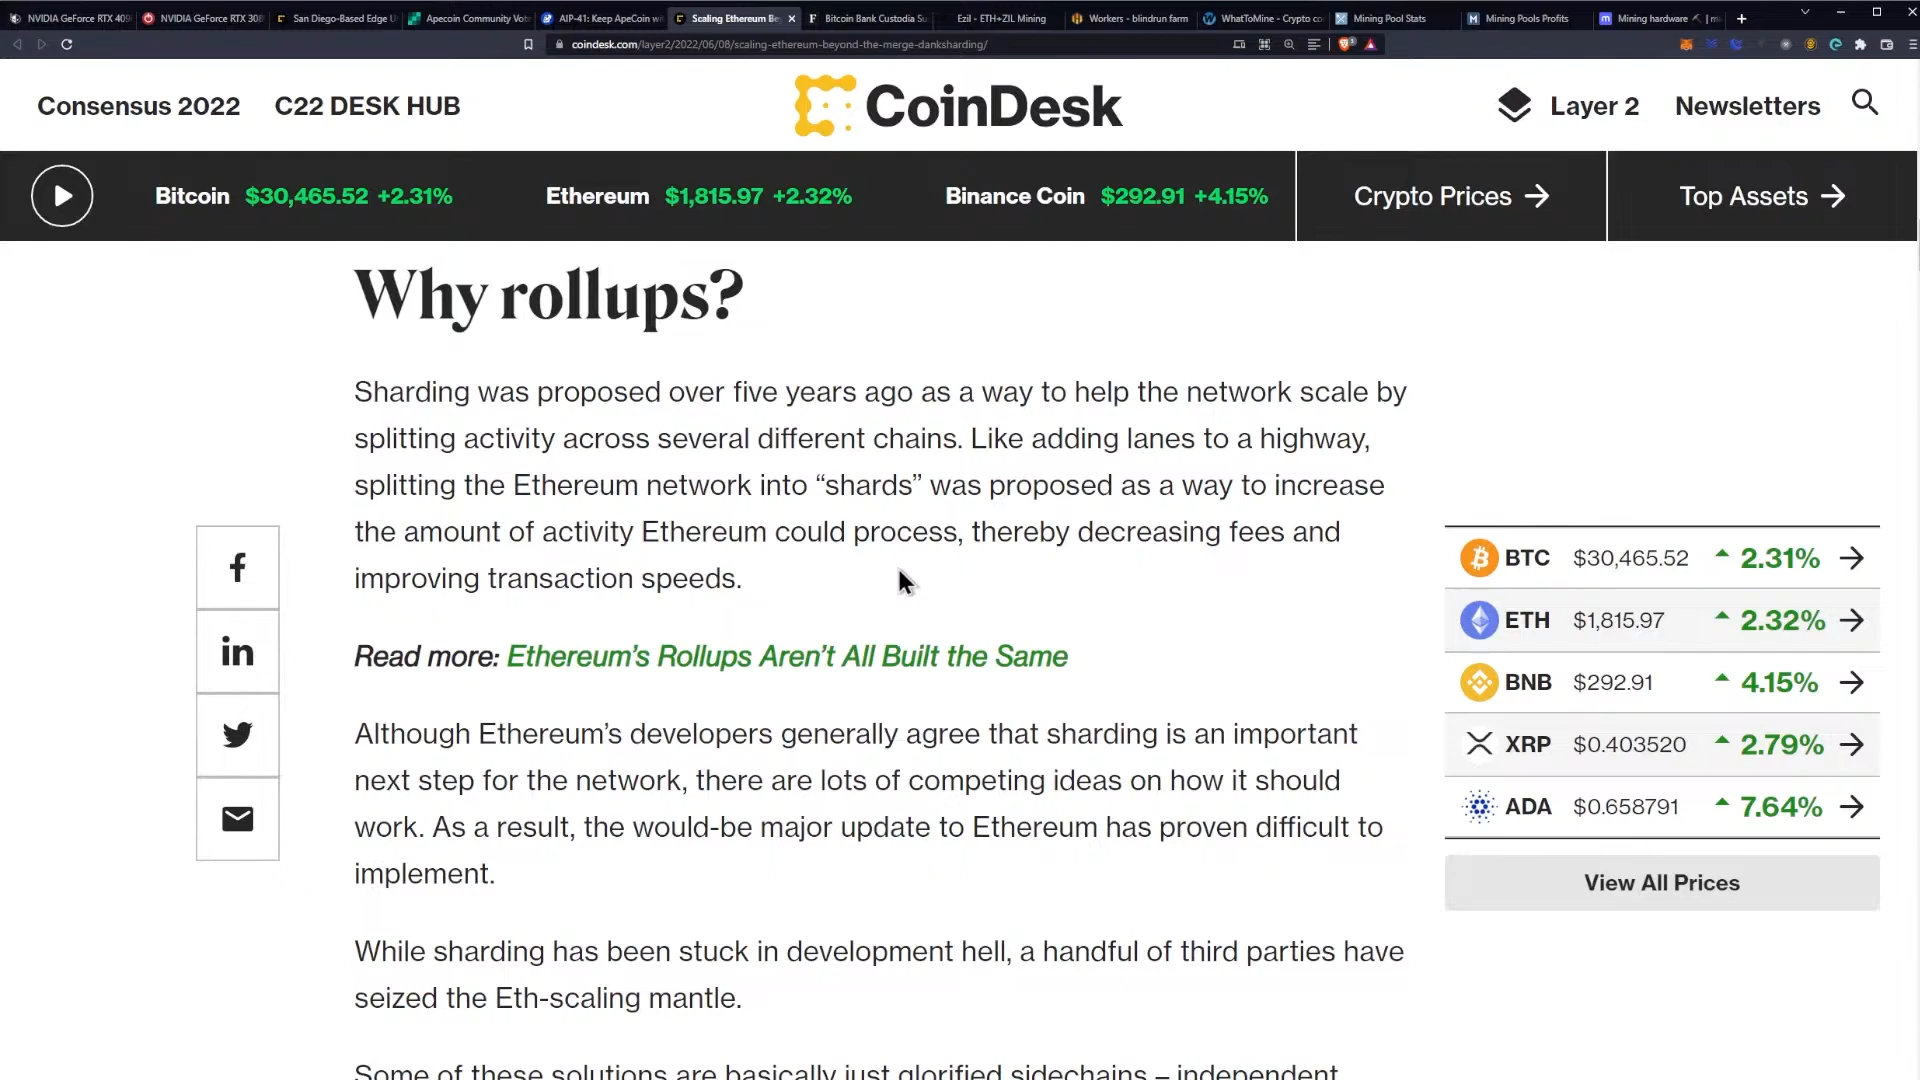 NVIDIA GeForce RTX 409
NVIDIA GeForce RTX 308
San Diego-Based Edge U
Apecoin Community Vot
AIP-41: Keep ApeCoin wi
Scaling Ethereum Be
Bitcoin Bank Custodia Su
Ezil - ETH+ZIL Mining
Workers - blindrun farm
WhatToMine - Crypto co
Mining Pool Stats
Mining Pools Profits
Mining hardware
coindesk.com/layer2/2022/06/08/scaling-ethereum-beyond-the-merge-danksharding/
Consensus 2022 C22 DESK HUB CoinDesk Layer 2 Newsletters
Bitcoin $30,465.52 +2.31% Ethereum $1,815.97 +2.32% Binance Coin $292.91 +4.15% Crypto Prices → Top Assets →
Why rollups?
Sharding was proposed over five years ago as a way to help the network scale by
splitting activity across several different chains. Like adding lanes to a highway,
splitting the Ethereum network into “shards” was proposed as a way to increase
the amount of activity Ethereum could process, thereby decreasing fees and
improving transaction speeds.
Read more: Ethereum’s Rollups Aren’t All Built the Same
Although Ethereum’s developers generally agree that sharding is an important
next step for the network, there are lots of competing ideas on how it should
work. As a result, the would-be major update to Ethereum has proven difficult to
implement.
While sharding has been stuck in development hell, a handful of third parties have
seized the Eth-scaling mantle.
Some of these solutions are basically just glorified sidechains – independent
BTC $30,465.52 2.31% →
ETH $1,815.97 2.32% →
BNB $292.91 4.15% →
XRP $0.403520 2.79% →
ADA $0.658791 7.64% →
View All Prices